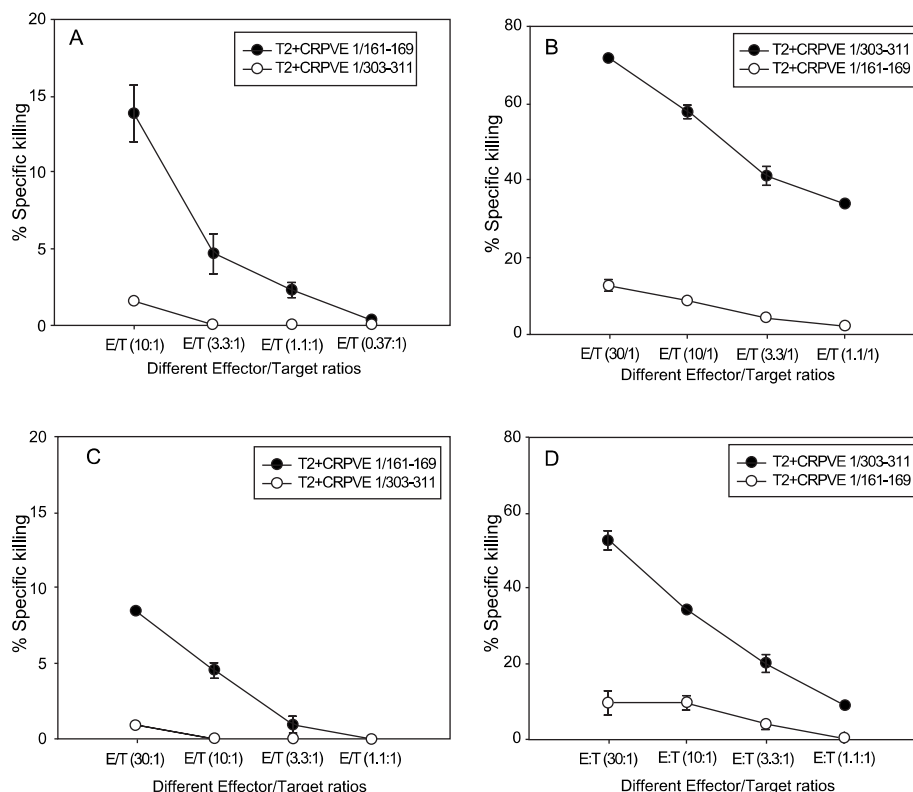 A
T2+CRPVE 1/161-169
T2+CRPVE 1/303-311
20
15
10
5
0
% Specific killing
E/T (10:1) E/T (3.3:1) E/T (1.1:1) E/T (0.37:1)
Different Effector/Target ratios
B
T2+CRPVE 1/303-311
T2+CRPVE 1/161-169
80
60
40
20
0
% Specific killing
E/T (30/1) E/T (10/1) E/T (3.3/1) E/T (1.1/1)
Different Effector/Target ratios
C
T2+CRPVE 1/161-169
T2+CRPVE 1/303-311
20
15
10
5
0
% Specific killing
E/T (30:1) E/T (10:1) E/T (3.3:1) E/T (1.1:1)
Different Effector/Target ratios
D
T2+CRPVE 1/303-311
T2+CRPVE 1/161-169
80
60
40
20
0
% Specific killing
E:T (30:1) E:T (10:1) E:T (3.3:1) E:T (1.1:1)
Different Effector/Target ratios